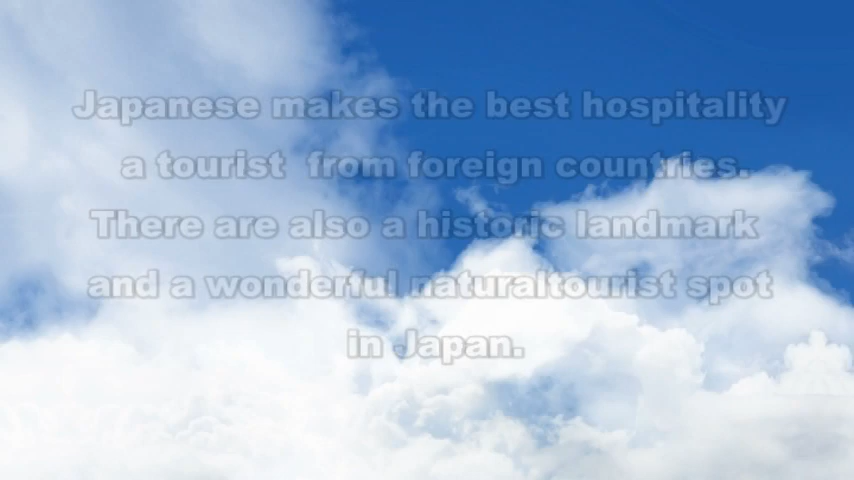 Japanese makes the best hospitality
a tourist from foreign countries.
There are also a historic landmark
and a wonderful naturaltourist spot
in Japan.